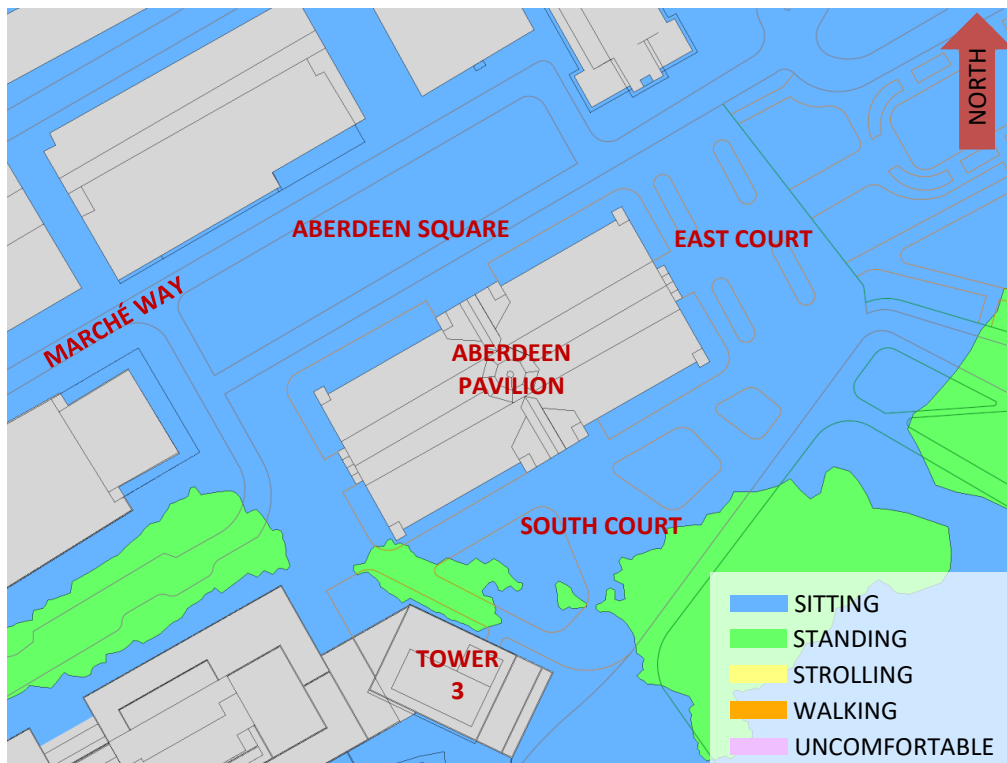 NORTH
ABERDEEN SQUARE
EAST COURT
MARCHÉ WAY
ABERDEEN
PAVILION
SOUTH COURT
TOWER
3
SITTING
STANDING
STROLLING
WALKING
UNCOMFORTABLE